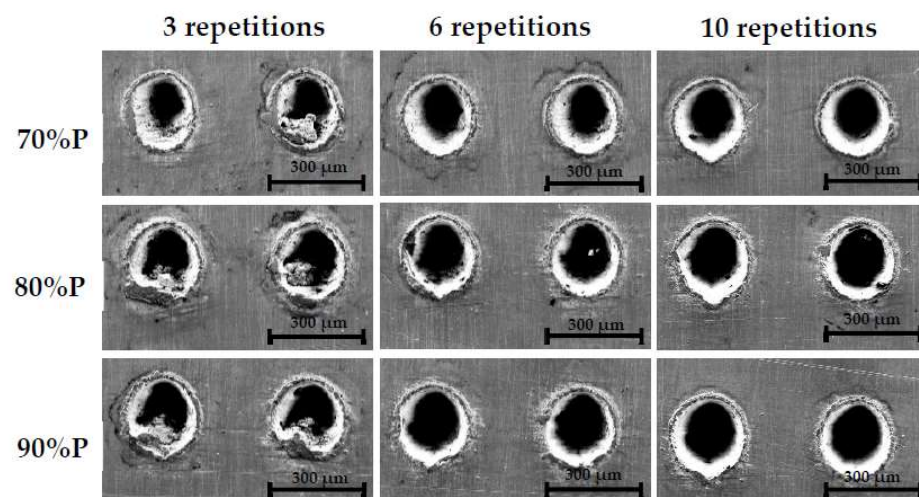 3 repetitions 6 repetitions 10 repetitions
70%P
300 µm 300 µm 300 µm
80%P
300 µm 300 µm 300 µm
90%P
300 µm 300 µm 300 µm